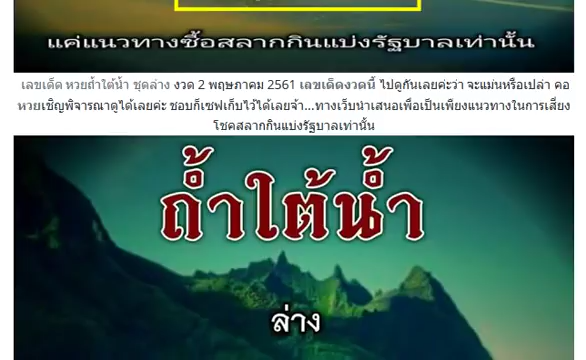 แค่แนวทางซื้อสลากกินแบ่งรัฐบาลเท่านั้น
เลขเด็ด หวยถ้ำใต้น้ำ ชุดล่าง งวด 2 พฤษภาคม 2561 เลขเด็ดงวดนี้ ไปดูกันเลยค่ะว่า จะแม่นหรือเปล่า คอ
หวยเชิญพิจารณาดูได้เลยค่ะ ชอบก็เซฟเก็บไว้ได้เลยจ้า...ทางเว็บนำเสนอเพื่อเป็นเพียงแนวทางในการเสี่ยง
โชคสลากกินแบ่งรัฐบาลเท่านั้น
ถ้ำใต้น้ำ
ล่าง